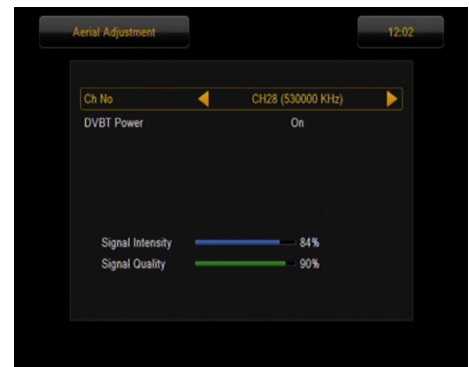 Aerial Adjustment 12:02
Ch No CH28 (530000 KHz)
DVBT Power On
Signal Intensity 84%
Signal Quality 90%